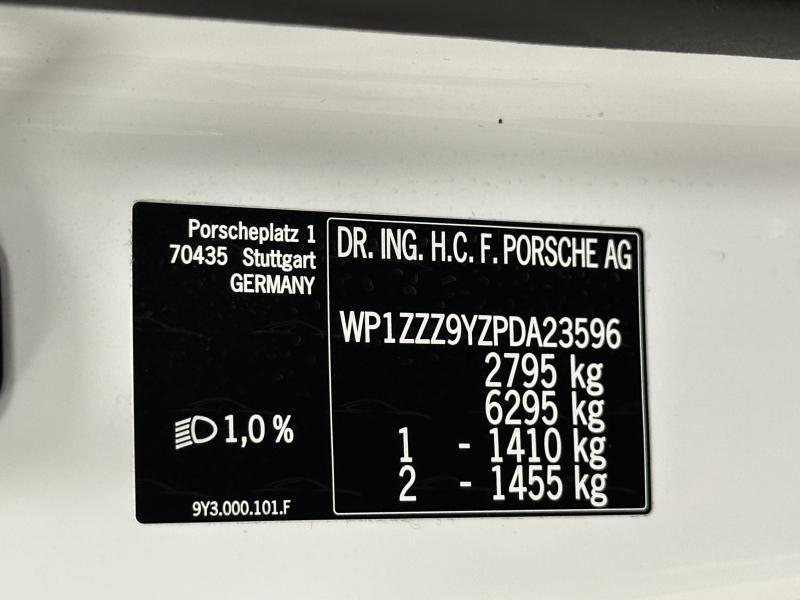 Porscheplatz 1
70435 Stuttgart
GERMANY
1,0 %
9Y3.000.101.F
DR. ING. H.C. F. PORSCHE AG
WP1ZZZ9YZPDA23596
2795 kg
6295 kg
1 - 1410 kg
2 - 1455 kg